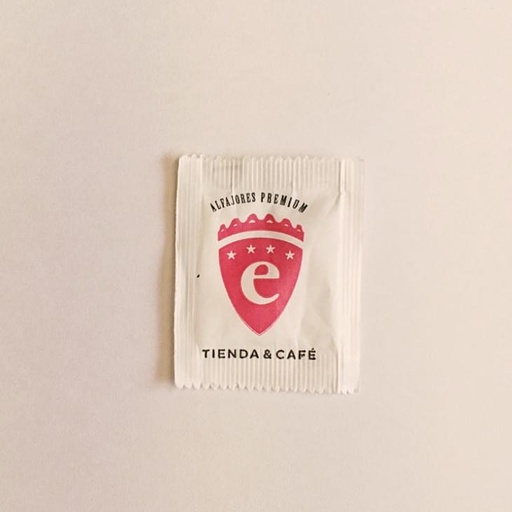 ALFAJORES PREMIUM
e
TIENDA & CAFÉ